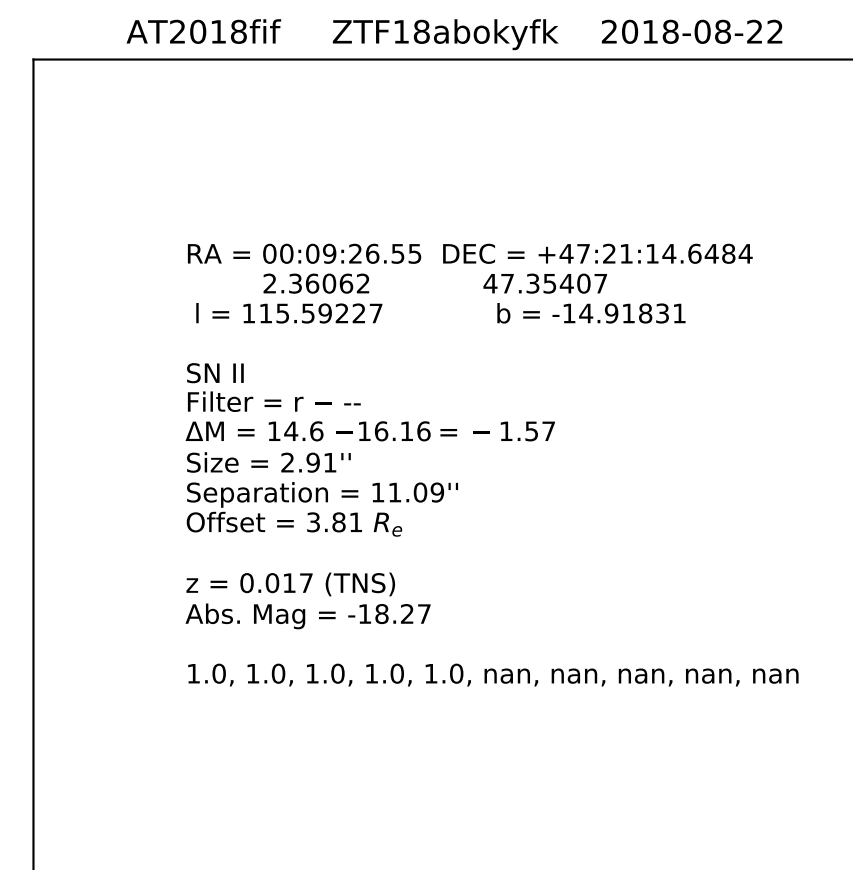 AT2018fif ZTF18abokyfk 2018-08-22
RA = 00:09:26.55 DEC = +47:21:14.6484
2.36062 47.35407
l = 115.59227 b = -14.91831
SN II
Filter = r − --
ΔM = 14.6 −16.16 = − 1.57
Size = 2.91''
Separation = 11.09''
Offset = 3.81 Rₑ
z = 0.017 (TNS)
Abs. Mag = -18.27
1.0, 1.0, 1.0, 1.0, 1.0, nan, nan, nan, nan, nan